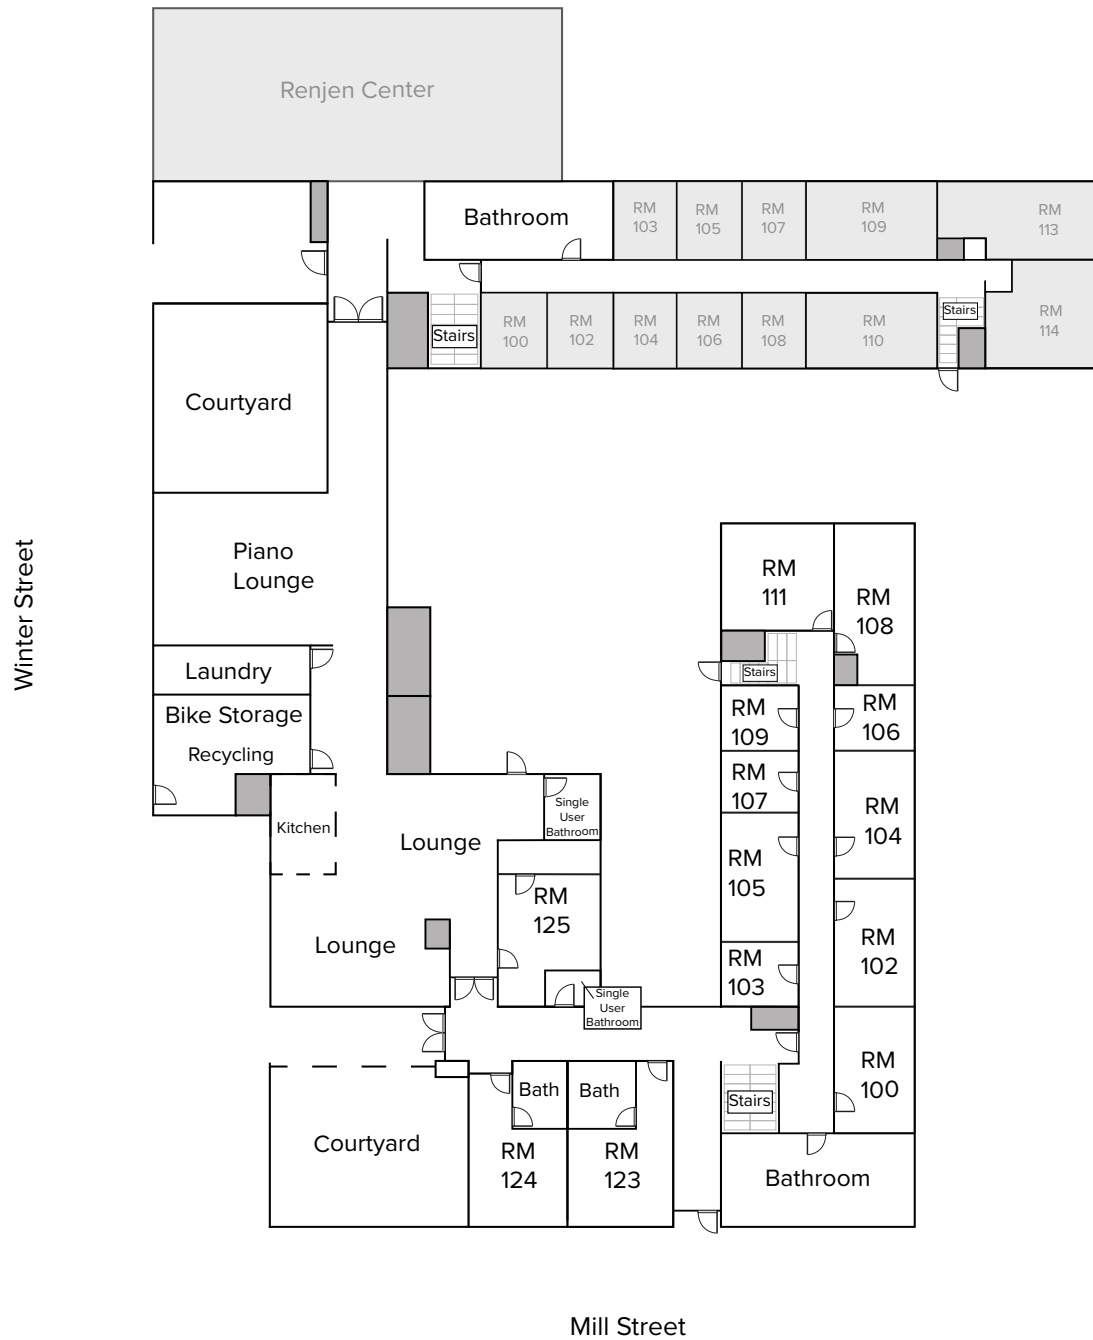 Renjen Center
Bathroom
RM
103
RM
105
RM
107
RM
109
RM
113
Stairs
RM
100
RM
102
RM
104
RM
106
RM
108
RM
110
Stairs
RM
114
Courtyard
Winter Street
Piano
Lounge
Laundry
Bike Storage
Recycling
Kitchen
Lounge
Single
User
Bathroom
Lounge
RM
125
Single
User
Bathroom
RM
111
RM
108
Stairs
RM
109
RM
106
RM
107
RM
104
RM
105
RM
102
RM
103
RM
100
Stairs
Bath
Bath
Courtyard
RM
124
RM
123
Bathroom
Mill Street